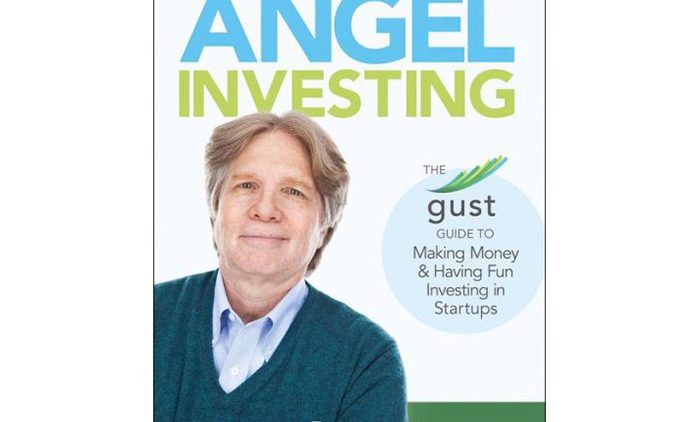 ANGEL
INVESTING
THE
gust
GUIDE TO
Making Money
& Having Fun
Investing in
Startups